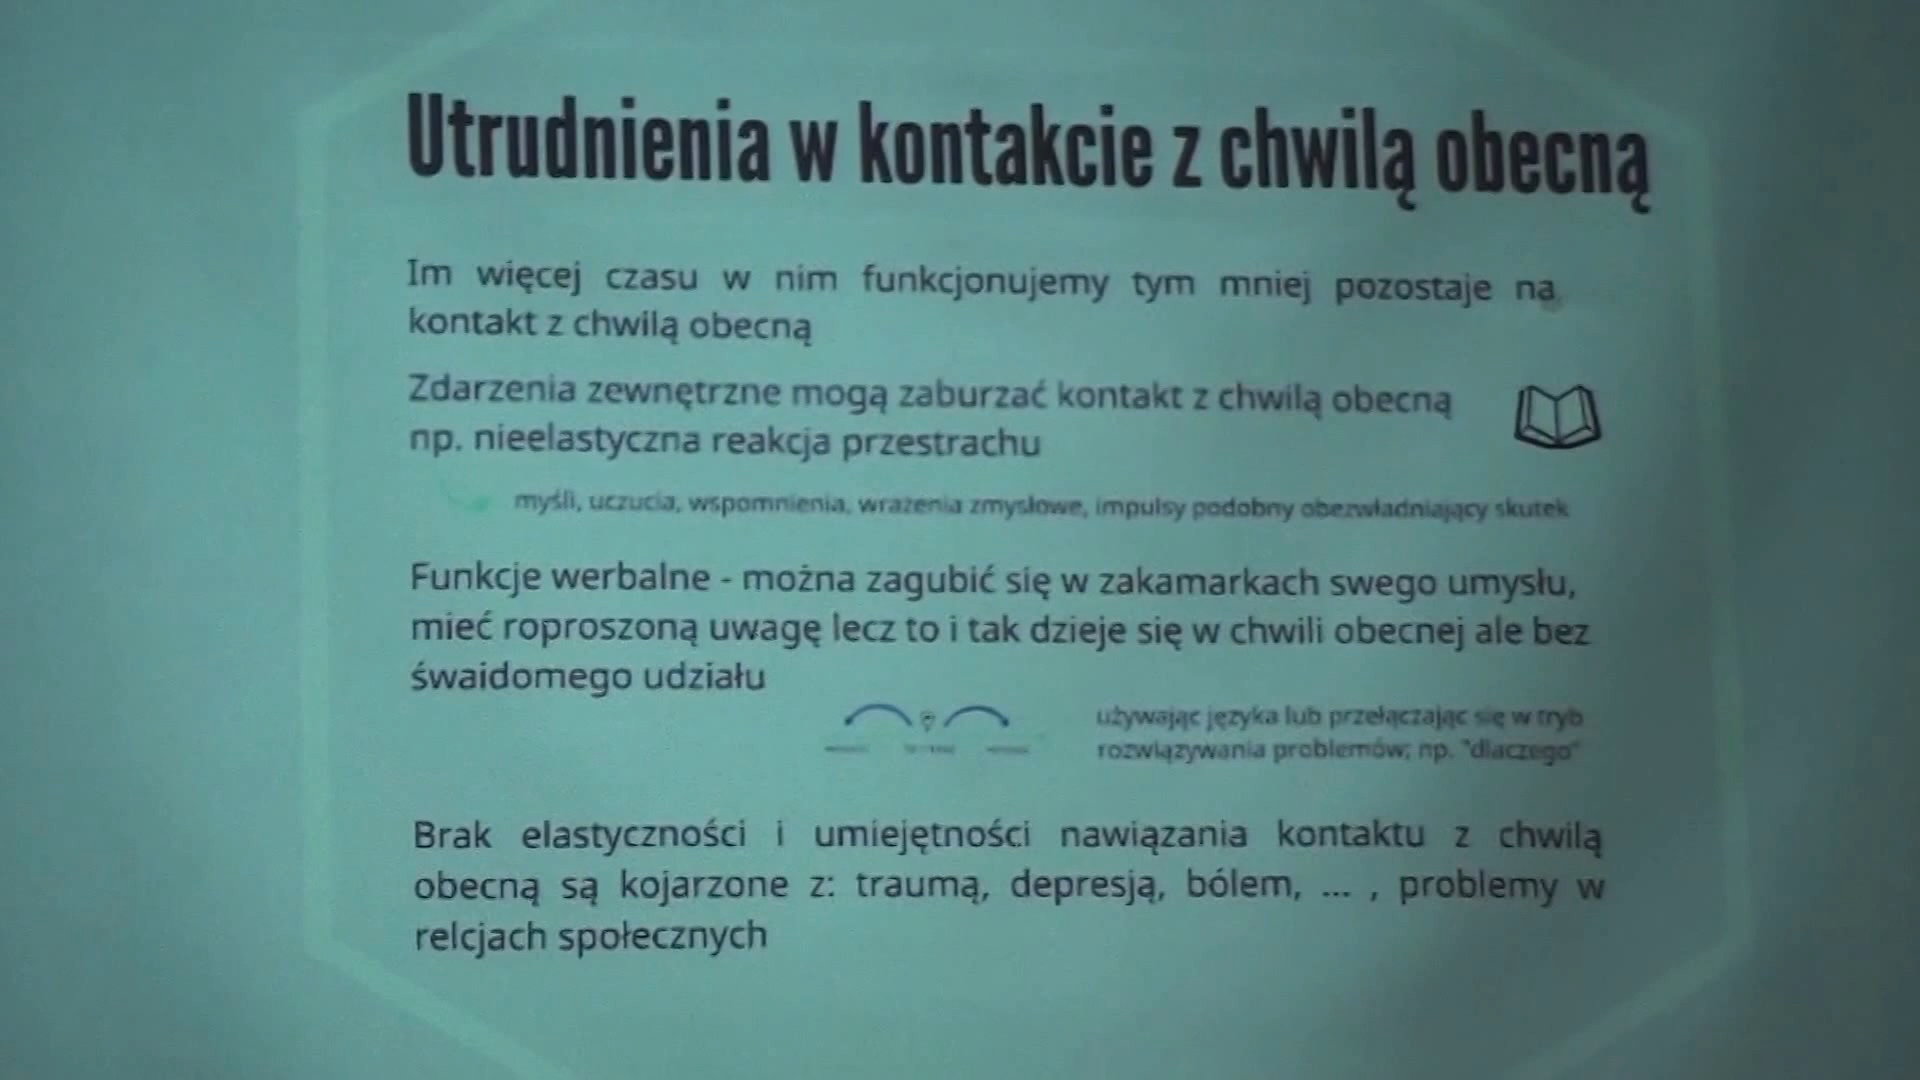 Utrudnienia w kontakcie z chwilą obecną
Im więcej czasu w nim funkcjonujemy tym mniej pozostaje na
kontakt z chwilą obecną
Zdarzenia zewnętrzne mogą zaburzać kontakt z chwilą obecną
np. nieelastyczna reakcja przestrachu
myśli, uczucia, wspomnienia, wrażenia zmysłowe, impulsy podobny obezwładniający skutek
Funkcje werbalne - można zagubić się w zakamarkach swego umysłu,
mieć roproszoną uwagę lecz to i tak dzieje się w chwili obecnej ale bez
śwaidomego udziału
używając języka lub przełączając się w tryb
rozwiązywania problemów; np. "dlaczego"
Brak elastyczności i umiejętności nawiązania kontaktu z chwilą
obecną są kojarzone z: traumą, depresją, bólem, ... , problemy w
relcjach społecznych